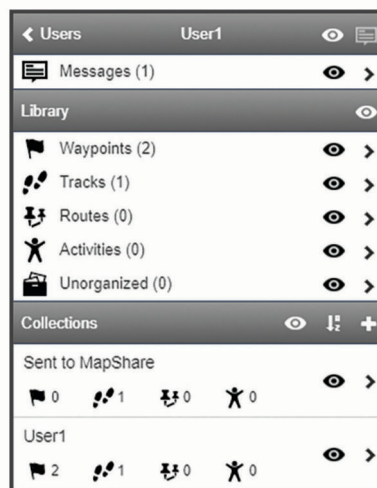 Users User1
Messages (1)
Library
Waypoints (2)
Tracks (1)
Routes (0)
Activities (0)
Unorganized (0)
Collections
Sent to MapShare
0 1 0 0
User1
2 1 0 0